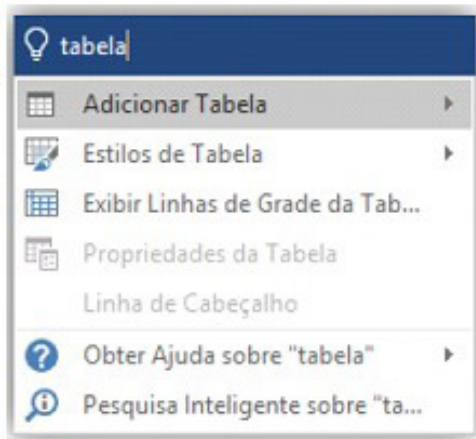 tabela
Adicionar Tabela
Estilos de Tabela
Exibir Linhas de Grade da Tab...
Propriedades da Tabela
Linha de Cabeçalho
Obter Ajuda sobre "tabela"
Pesquisa Inteligente sobre "ta...